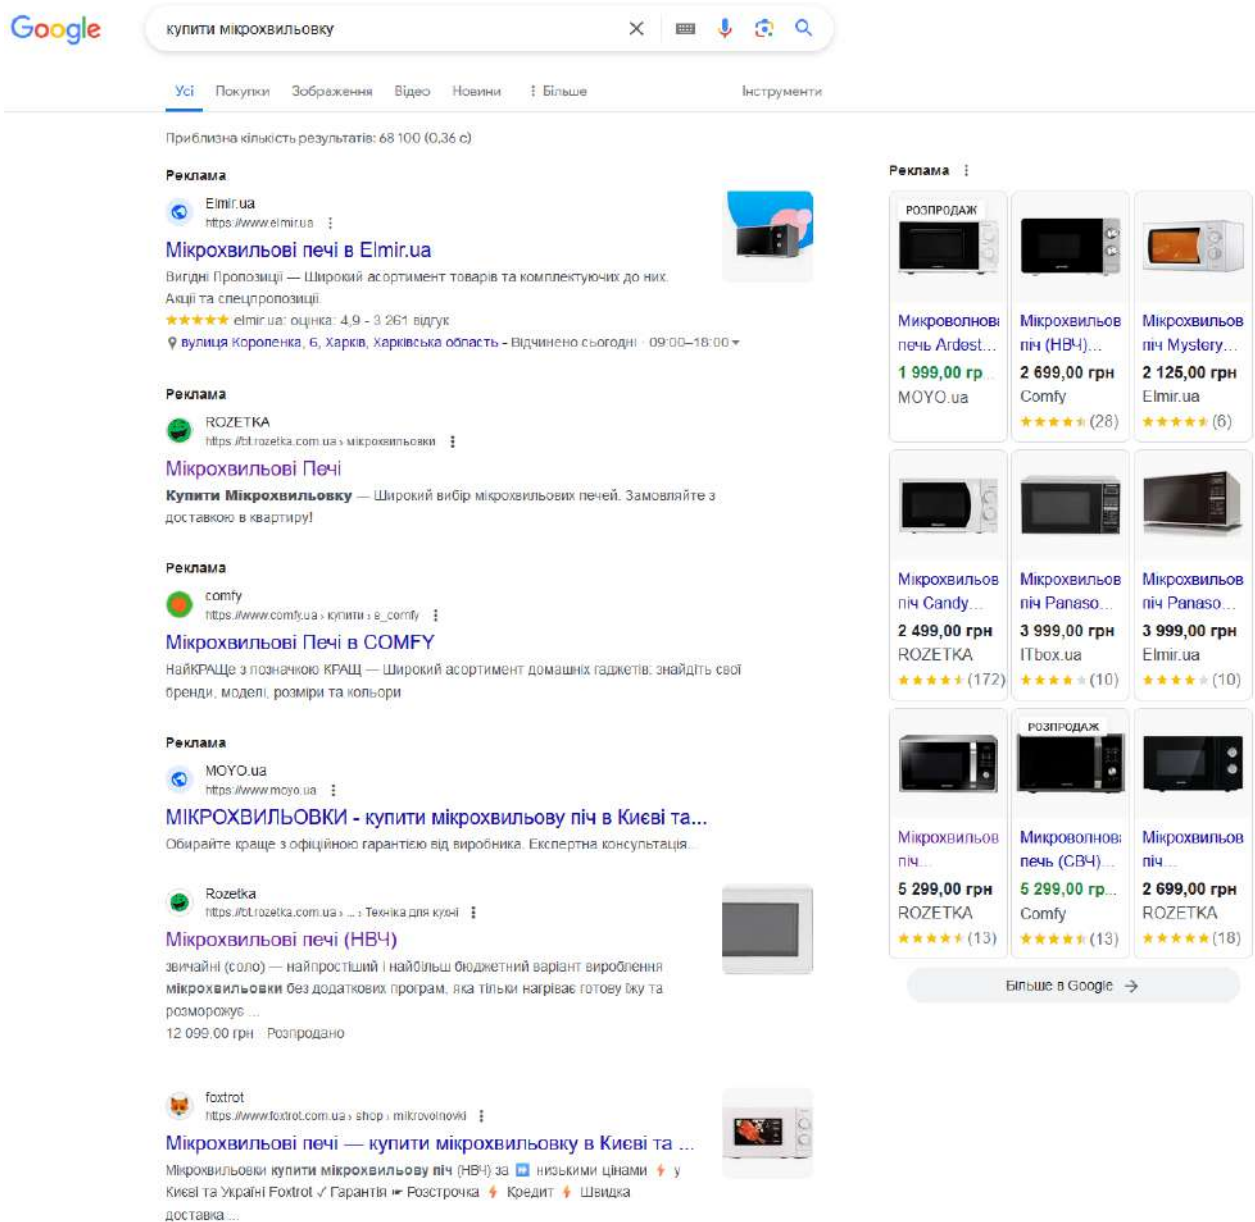 Google
купити мікрохвильовку
Усі Покупки Зображення Відео Новини Більше Інструменти
Приблизна кількість результатів: 68 100 (0,36 с)
Реклама
Elmir.ua
https://www.elmir.ua
Мікрохвильові печі в Elmir.ua
Вигідні Пропозиції — Широкий асортимент товарів та комплектуючих до них.
Акції та спецпропозиції.
★★★★★ elmir.ua: оцінка: 4,9 - 3 261 відгук
вулиця Короленка, 6, Харків, Харківська область - Відчинено сьогодні · 09:00–18:00
Реклама
ROZETKA
https://bt.rozetka.com.ua › мікрохвильовки
Мікрохвильові Печі
Купити Мікрохвильовку — Широкий вибір мікрохвильових печей. Замовляйте з
доставкою в квартиру!
Реклама
comfy
https://www.comfy.ua › купити › в_comfy
Мікрохвильові Печі в COMFY
НайКРАЩе з позначкою КРАЩ — Широкий асортимент домашніх гаджетів: знайдіть свої
бренди, моделі, розміри та кольори
Реклама
MOYO.ua
https://www.moyo.ua
МІКРОХВИЛЬОВКИ - купити мікрохвильову піч в Києві та...
Обирайте краще з офіційною гарантією від виробника. Експертна консультація.
Rozetka
https://bt.rozetka.com.ua › ... › Техніка для кухні
Мікрохвильові печі (НВЧ)
звичайні (соло) — найпростіший і найбільш бюджетний варіант вироблення
мікрохвильовки без додаткових програм, яка тільки нагріває готову їжу та
розморожує ...
12 099,00 грн · Розпродано
foxtrot
https://www.foxtrot.com.ua › shop › mikrovolnovki
Мікрохвильові печі — купити мікрохвильовку в Києві та ...
Мікрохвильовки купити мікрохвильову піч (НВЧ) за ➡️ низькими цінами ⚡ у
Києві та Україні Foxtrot ✓ Гарантія ☛ Розстрочка ⚡ Кредит ⚡ Швидка
доставка ...
Реклама
РОЗПРОДАЖ
Микроволнова Мікрохвильов Мікрохвильов
печь Ardest... піч (НВЧ)... піч Mystery...
1 999,00 гр... 2 699,00 грн 2 125,00 грн
MOYO.ua Comfy Elmir.ua
★★★★★ (28) ★★★★★ (6)
Мікрохвильов Мікрохвильов Мікрохвильов
піч Candy... піч Panaso... піч Panaso...
2 499,00 грн 3 999,00 грн 3 999,00 грн
ROZETKA ITbox.ua Elmir.ua
★★★★★ (172) ★★★★★ (10) ★★★★★ (10)
РОЗПРОДАЖ
Мікрохвильов Микроволнова Мікрохвильов
піч... печь (СВЧ)... піч...
5 299,00 грн 5 299,00 гр... 2 699,00 грн
ROZETKA Comfy ROZETKA
★★★★★ (13) ★★★★★ (13) ★★★★★ (18)
Більше в Google →